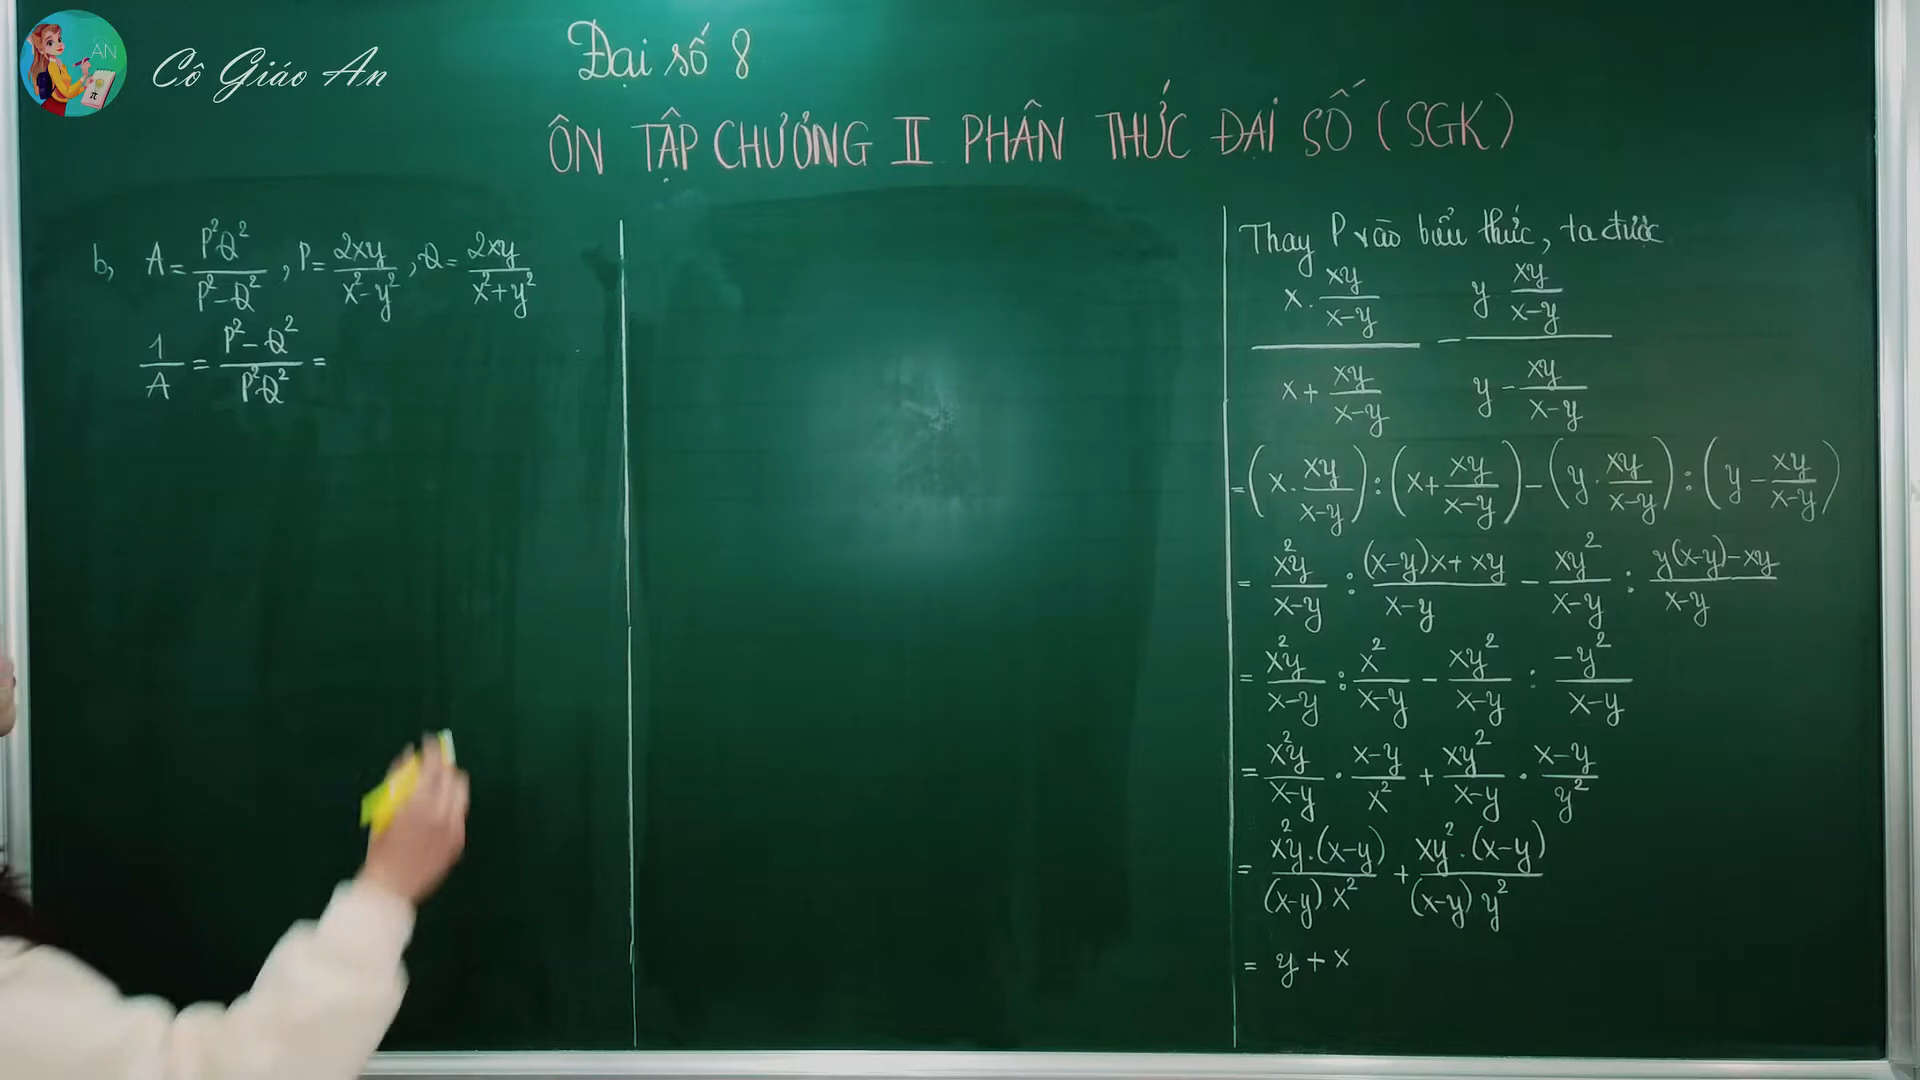 AN
Cô Giáo An
Đại số 8
ÔN TẬP CHƯƠNG II PHÂN THỨC ĐẠI SỐ (SGK)
b, A = P²Q² / (P² - Q²), P = 2xy / (x² - y²), Q = 2xy / (x² + y²)
1/A = (P² - Q²) / (P²Q²) =
Thay P vào biểu thức, ta được
(x · xy/(x-y)) / (x + xy/(x-y)) - (y · xy/(x-y)) / (y - xy/(x-y))
= (x · xy/(x-y)) : (x + xy/(x-y)) - (y · xy/(x-y)) : (y - xy/(x-y))
= x²y/(x-y) : ((x-y)x + xy)/(x-y) - xy²/(x-y) : (y(x-y) - xy)/(x-y)
= x²y/(x-y) : x²/(x-y) - xy²/(x-y) : -y²/(x-y)
= x²y/(x-y) · (x-y)/x² + xy²/(x-y) · (x-y)/y²
= x²y·(x-y)/((x-y)x²) + xy²·(x-y)/((x-y)y²)
= y + x